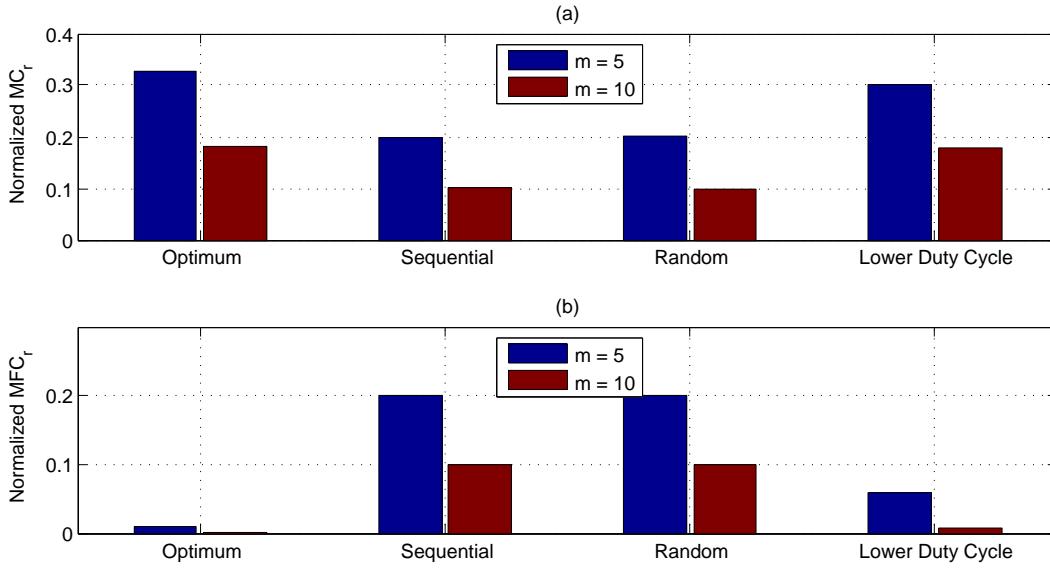 (a)
Normalized MC_r
0.4
0.3
0.2
0.1
0
m = 5
m = 10
Optimum Sequential Random Lower Duty Cycle
(b)
Normalized MFC_r
0.2
0.1
0
m = 5
m = 10
Optimum Sequential Random Lower Duty Cycle